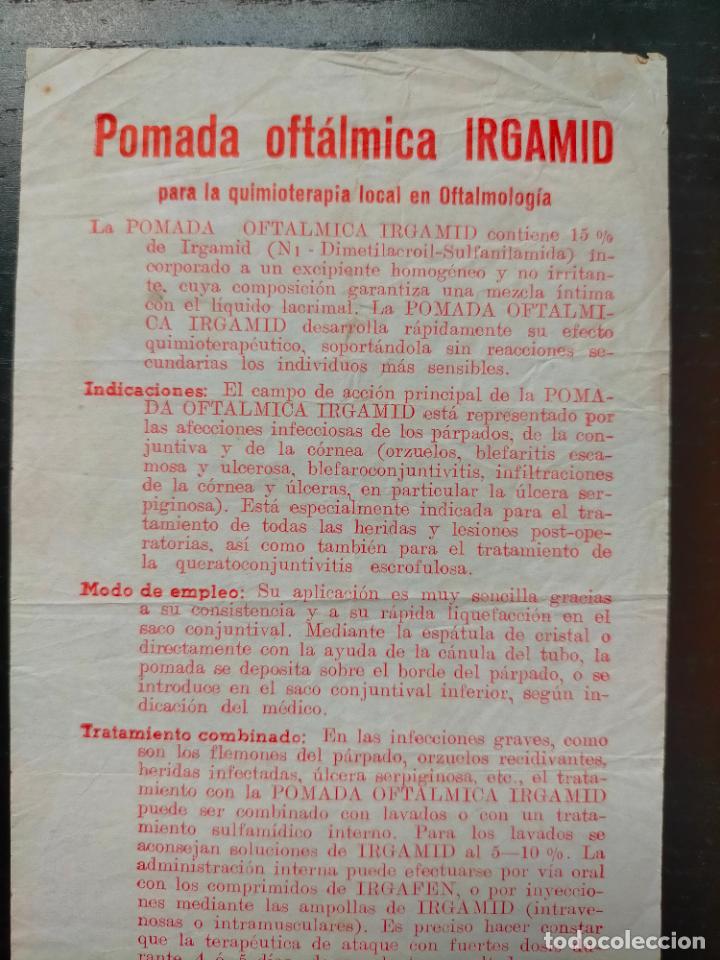 Pomada oftálmica IRGAMID
para la quimioterapia local en Oftalmología
La POMADA OFTALMICA IRGAMID contiene 15 %
de Irgamid (N1 - Dimetilacroil-Sulfanilamida) in-
corporado a un excipiente homogéneo y no irritan-
te, cuya composición garantiza una mezcla íntima
con el líquido lacrimal. La POMADA OFTALMI-
CA IRGAMID desarrolla rápidamente su efecto
quimioterapéutico, soportándola sin reacciones se-
cundarias los individuos más sensibles.
Indicaciones: El campo de acción principal de la POMA-
DA OFTALMICA IRGAMID está representado por
las afecciones infecciosas de los párpados, de la con-
juntiva y de la córnea (orzuelos, blefaritis esca-
mosa y ulcerosa, blefaroconjuntivitis, infiltraciones
de la córnea y úlceras, en particular la úlcera ser-
piginosa). Está especialmente indicada para el tra-
tamiento de todas las heridas y lesiones post-ope-
ratorias, así como también para el tratamiento de
la queratoconjuntivitis escrofulosa.
Modo de empleo: Su aplicación es muy sencilla gracias
a su consistencia y a su rápida liquefacción en el
saco conjuntival. Mediante la espátula de cristal o
directamente con la ayuda de la cánula del tubo, la
pomada se deposita sobre el borde del párpado, o se
introduce en el saco conjuntival inferior, según in-
dicación del médico.
Tratamiento combinado: En las infecciones graves, como
son los flemones del párpado, orzuelos recidivantes,
heridas infectadas, úlcera serpiginosa, etc., el trata-
miento con la POMADA OFTALMICA IRGAMID
puede ser combinado con lavados o con un trata-
miento sulfamídico interno. Para los lavados se
aconsejan soluciones de IRGAMID al 5—10 %. La
administración interna puede efectuarse por vía oral
con los comprimidos de IRGAFEN, o por inyeccio-
nes mediante las ampollas de IRGAMID (intrave-
nosas o intramusculares). Es preciso hacer constar
que la terapéutica de ataque con fuertes dosis du-
rante 4 ó 5 días
todocoleccion